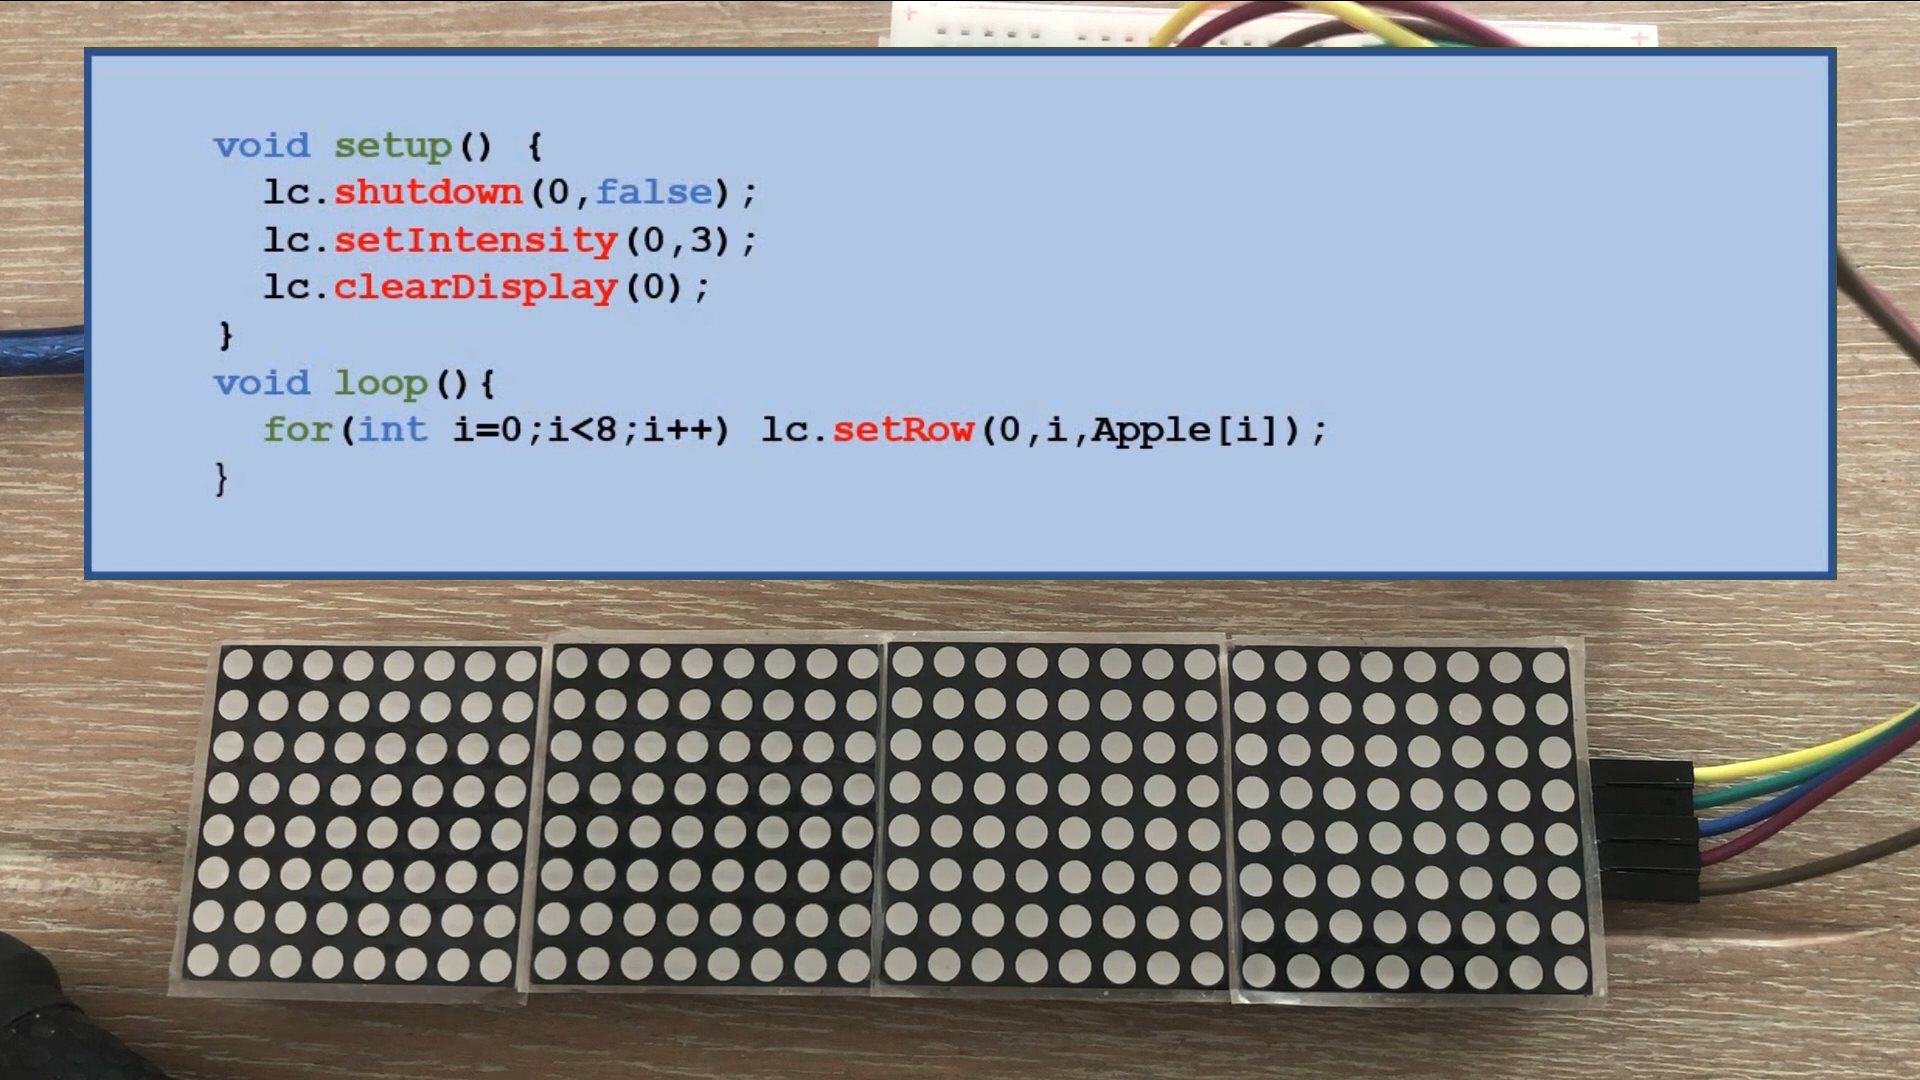 void setup() {
lc.shutdown(0,false);
lc.setIntensity(0,3);
lc.clearDisplay(0);
}
void loop(){
for(int i=0;i<8;i++) lc.setRow(0,i,Apple[i]);
}